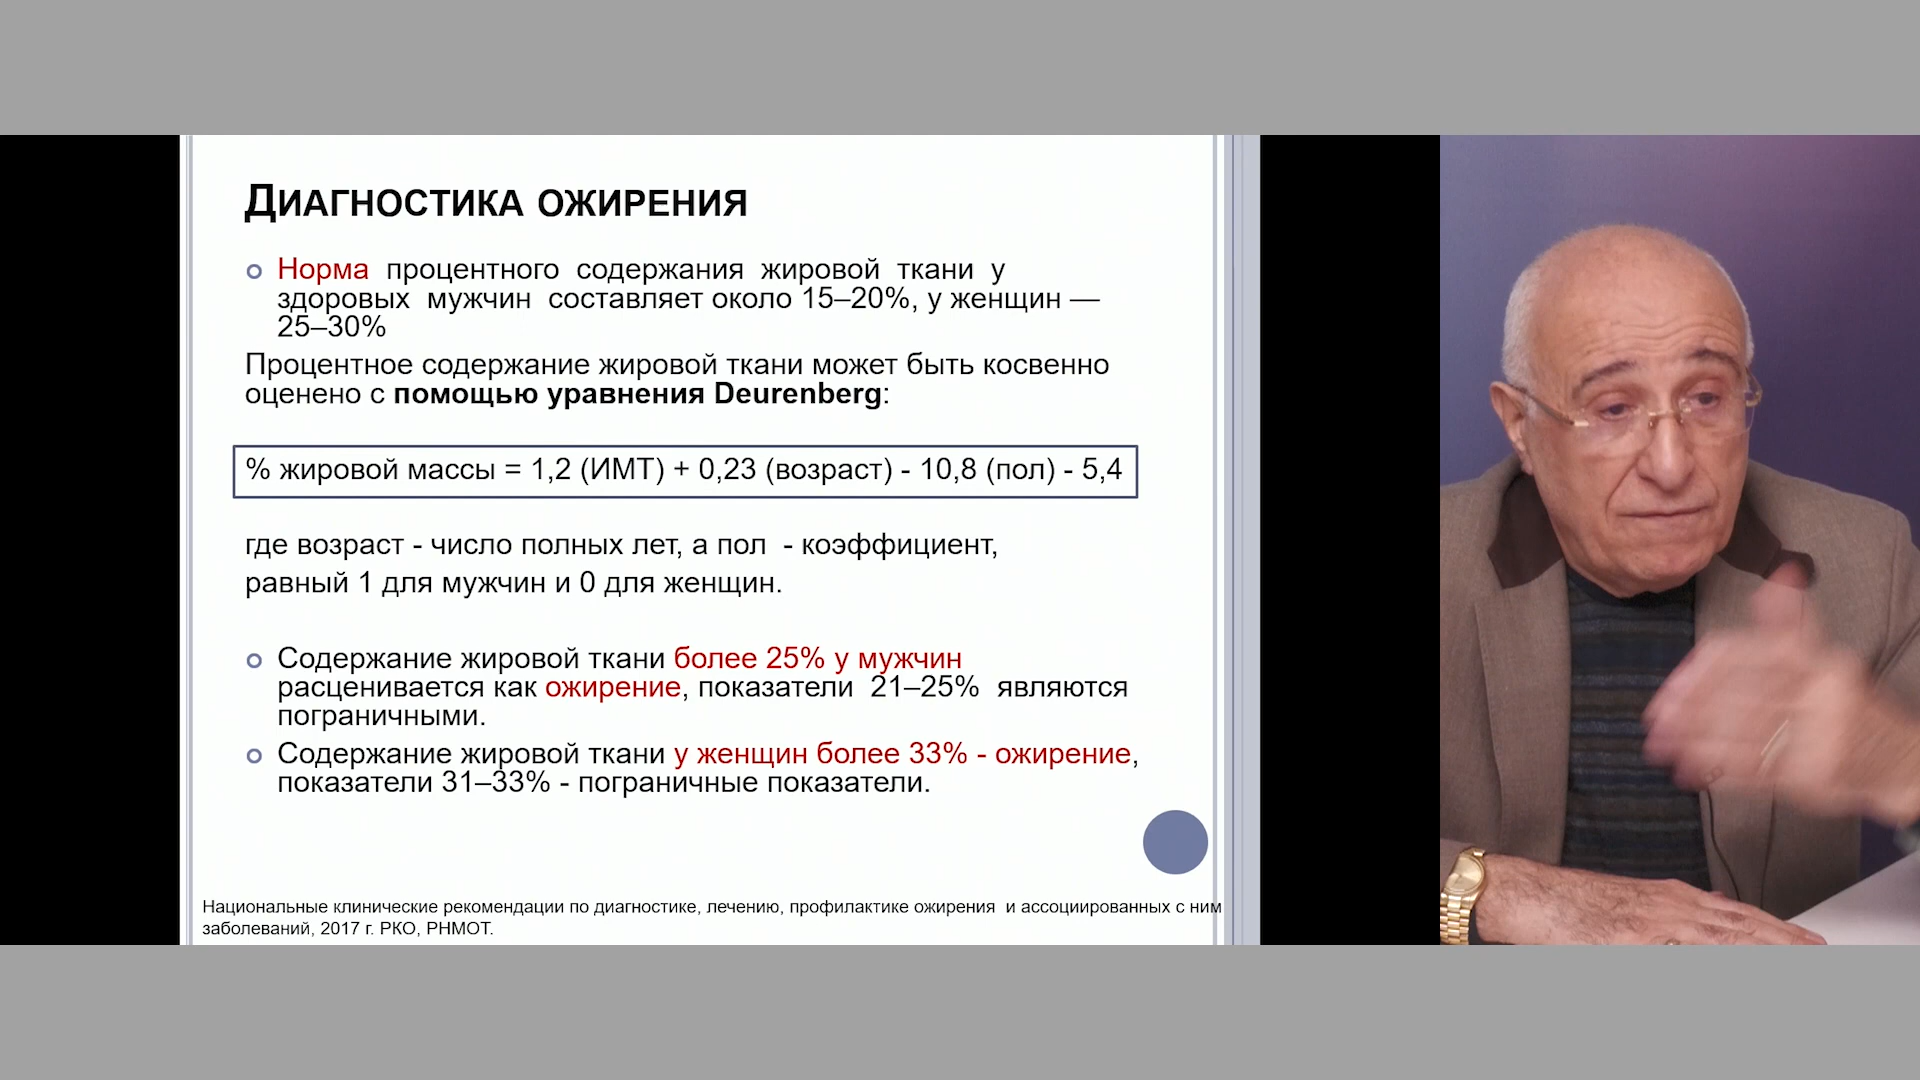 ДИАГНОСТИКА ОЖИРЕНИЯ
Норма процентного содержания жировой ткани у
здоровых мужчин составляет около 15–20%, у женщин —
25–30%
Процентное содержание жировой ткани может быть косвенно
оценено с помощью уравнения Deurenberg:
% жировой массы = 1,2 (ИМТ) + 0,23 (возраст) - 10,8 (пол) - 5,4
где возраст - число полных лет, а пол - коэффициент,
равный 1 для мужчин и 0 для женщин.
Содержание жировой ткани более 25% у мужчин
расценивается как ожирение, показатели 21–25% являются
пограничными.
Содержание жировой ткани у женщин более 33% - ожирение,
показатели 31–33% - пограничные показатели.
Национальные клинические рекомендации по диагностике, лечению, профилактике ожирения и ассоциированных с ним
заболеваний, 2017 г. РКО, РНМОТ.